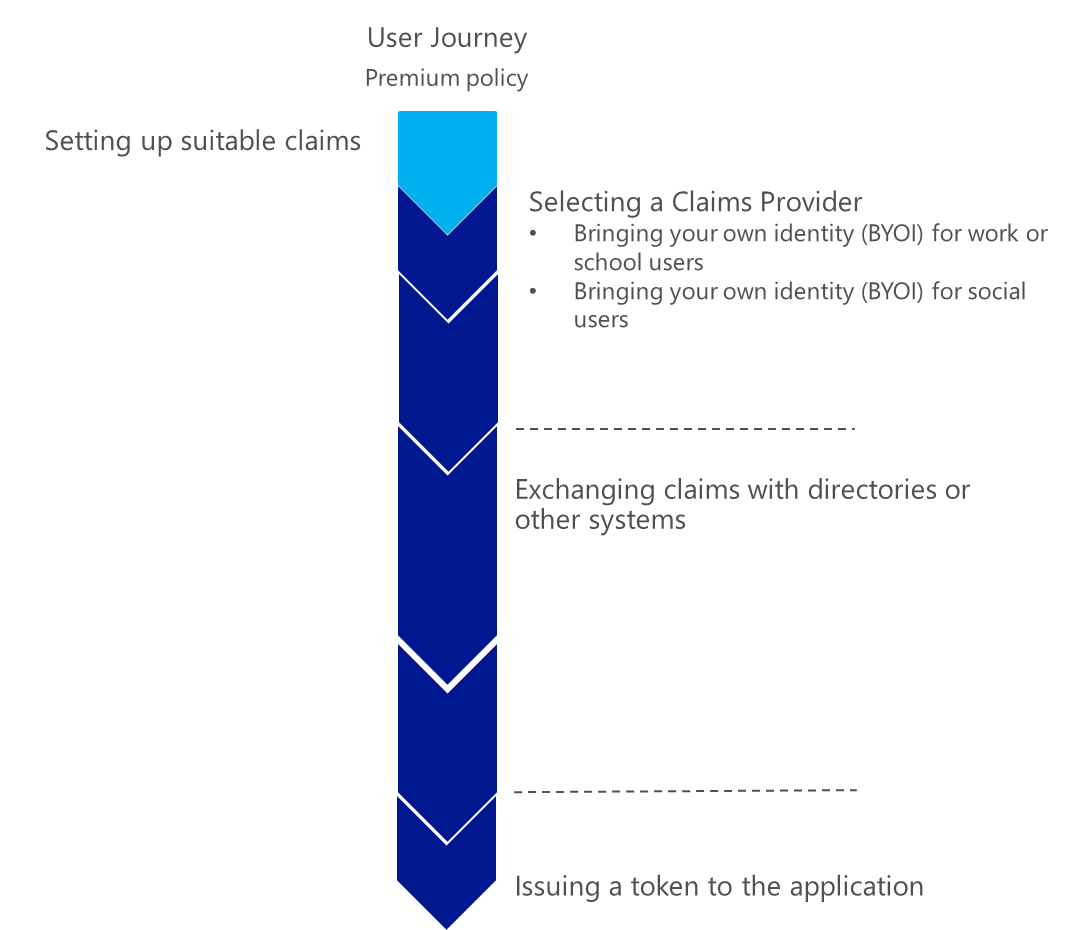 User Journey
Premium policy
Setting up suitable claims
Selecting a Claims Provider
• Bringing your own identity (BYOI) for work or
school users
• Bringing your own identity (BYOI) for social
users
Exchanging claims with directories or
other systems
Issuing a token to the application